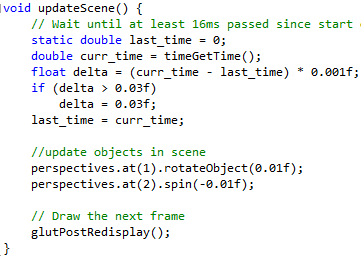 void updateScene() {
// Wait until at least 16ms passed since start
static double last_time = 0;
double curr_time = timeGetTime();
float delta = (curr_time - last_time) * 0.001f;
if (delta > 0.03f)
delta = 0.03f;
last_time = curr_time;
//update objects in scene
perspectives.at(1).rotateObject(0.01f);
perspectives.at(2).spin(-0.01f);
// Draw the next frame
glutPostRedisplay();
}